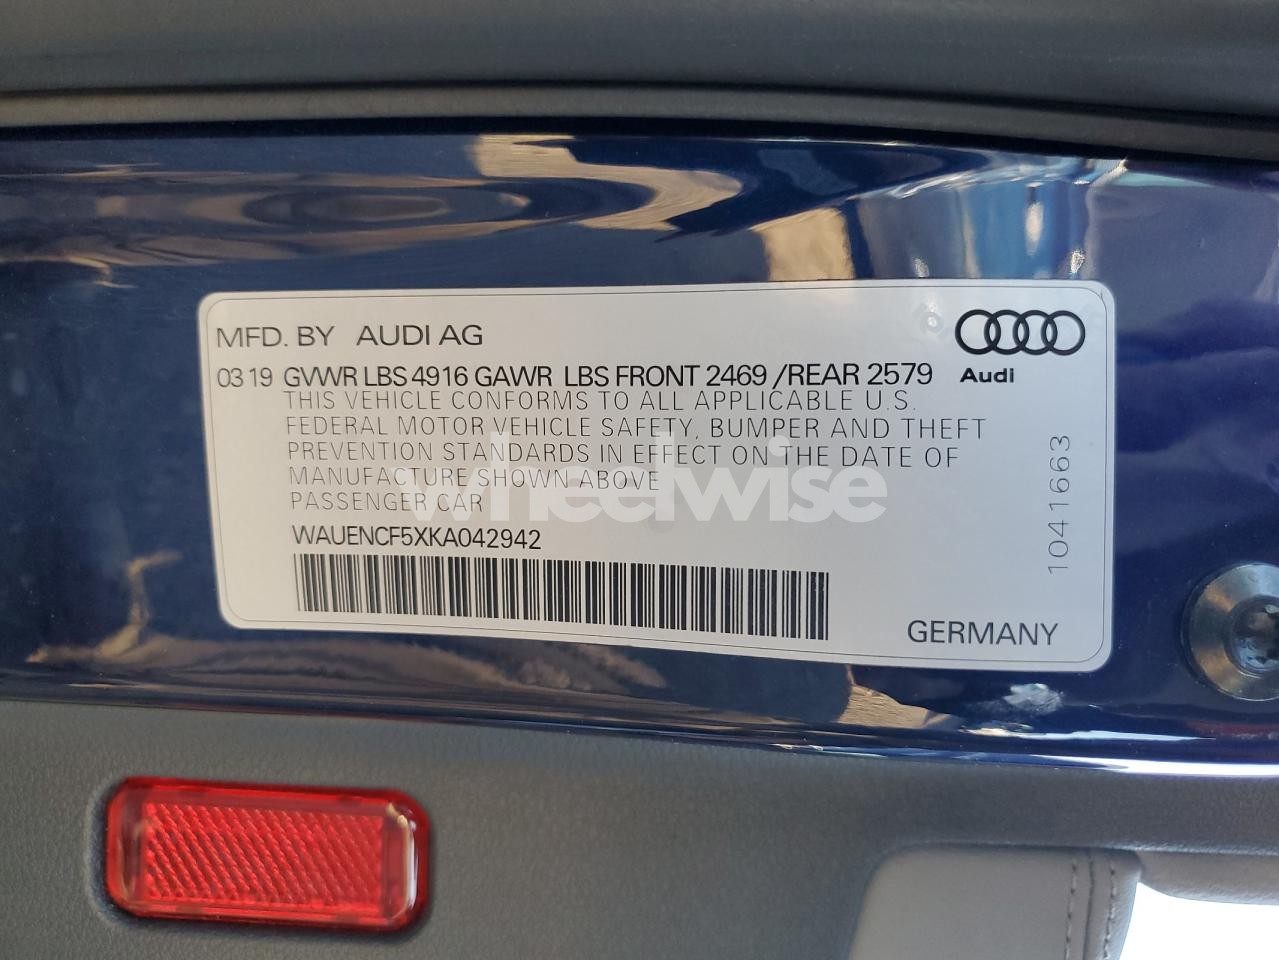 MFD. BY AUDI AG
03 19 GVWR LBS 4916 GAWR LBS FRONT 2469 /REAR 2579
Audi
THIS VEHICLE CONFORMS TO ALL APPLICABLE U.S.
FEDERAL MOTOR VEHICLE SAFETY, BUMPER AND THEFT
PREVENTION STANDARDS IN EFFECT ON THE DATE OF
MANUFACTURE SHOWN ABOVE
PASSENGER CAR
wheelwise
WAUENCF5XKA042942
1041663
GERMANY